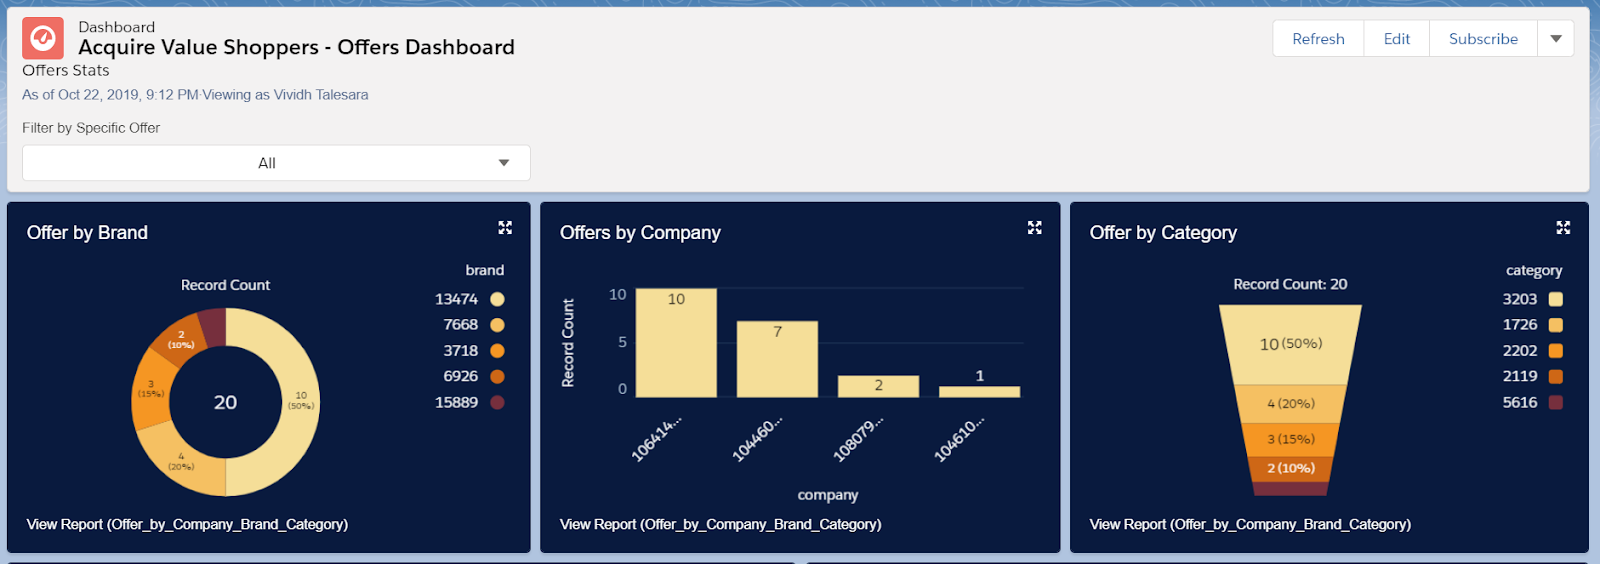 Dashboard
Acquire Value Shoppers - Offers Dashboard
Offers Stats
As of Oct 22, 2019, 9:12 PM·Viewing as Vividh Talesara
Refresh
Edit
Subscribe
Filter by Specific Offer
All
Offer by Brand
Record Count
brand
13474
7668
3718
6926
15889
2
(10%)
3
(15%)
20
10
(50%)
4
(20%)
View Report (Offer_by_Company_Brand_Category)
Offers by Company
Record Count
10
5
0
10
7
2
1
106414...
104460...
108079...
104610...
company
View Report (Offer_by_Company_Brand_Category)
Offer by Category
Record Count: 20
category
3203
1726
2202
2119
5616
10 (50%)
4 (20%)
3 (15%)
2 (10%)
View Report (Offer_by_Company_Brand_Category)